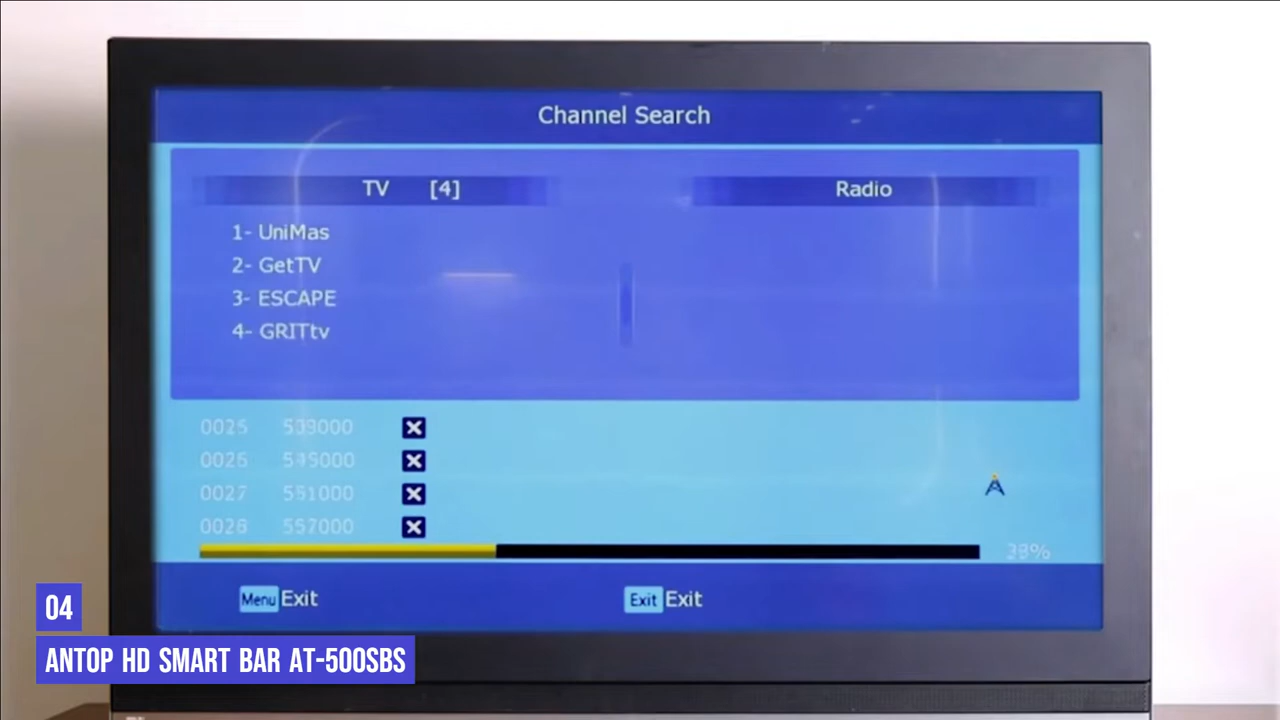 Channel Search
TV [4]
Radio
1- UniMas
2- GetTV
3- ESCAPE
4- GRITtv
0025 539000
0026 545000
0027 551000
0028 557000
38%
Menu Exit
Exit Exit
04
ANTOP HD SMART BAR AT-500SBS